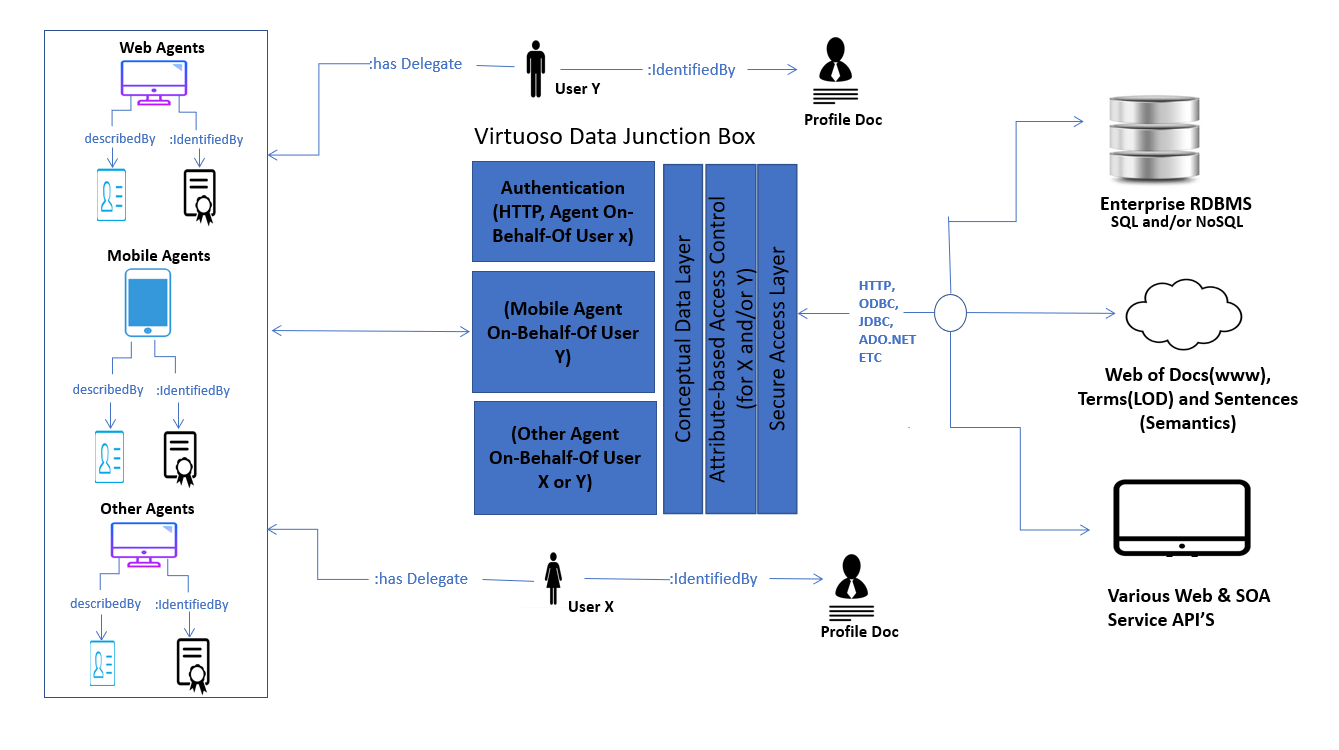 Web Agents
describedBy
:IdentifiedBy
Mobile Agents
describedBy
:IdentifiedBy
Other Agents
describedBy
:IdentifiedBy
:has Delegate
User Y
:IdentifiedBy
Profile Doc
Virtuoso Data Junction Box
Authentication
(HTTP, Agent On-
Behalf-Of User x)
(Mobile Agent
On-Behalf-Of User
Y)
(Other Agent
On-Behalf-Of User
X or Y)
Conceptual Data Layer
Attribute-based Access Control
(for X and/or Y)
Secure Access Layer
:has Delegate
User X
:IdentifiedBy
Profile Doc
HTTP,
ODBC,
JDBC,
ADO.NET
ETC
Enterprise RDBMS
SQL and/or NoSQL
Web of Docs(www),
Terms(LOD) and Sentences
(Semantics)
Various Web & SOA
Service API’S